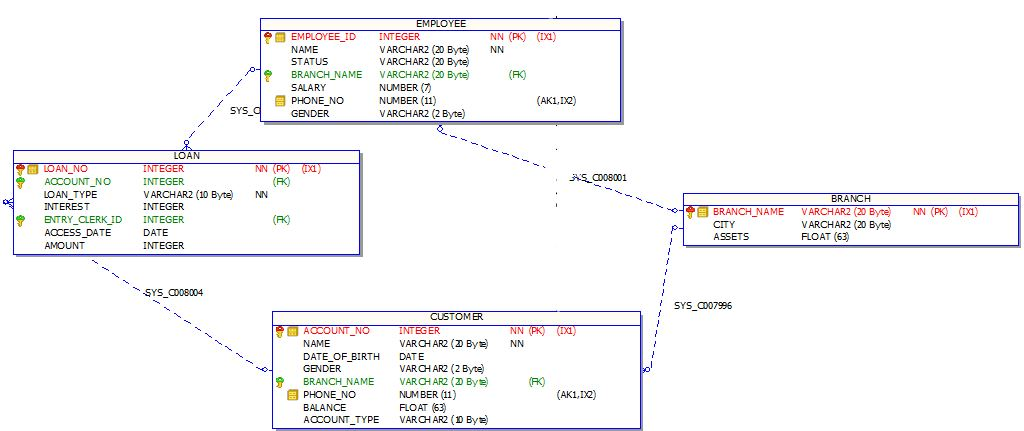 EMPLOYEE
EMPLOYEE_ID INTEGER NN (PK) (IX1)
NAME VARCHAR2 (20 Byte) NN
STATUS VARCHAR2 (20 Byte)
BRANCH_NAME VARCHAR2 (20 Byte) (FK)
SALARY NUMBER (7)
PHONE_NO NUMBER (11) (AK1,IX2)
GENDER VARCHAR2 (2 Byte)
SYS_C
LOAN
LOAN_NO INTEGER NN (PK) (IX1)
ACCOUNT_NO INTEGER (FK)
LOAN_TYPE VARCHAR2 (10 Byte) NN
INTEREST INTEGER
ENTRY_CLERK_ID INTEGER (FK)
ACCESS_DATE DATE
AMOUNT INTEGER
SYS_C008001
BRANCH
BRANCH_NAME VARCHAR2 (20 Byte) NN (PK) (IX1)
CITY VARCHAR2 (20 Byte)
ASSETS FLOAT (63)
SYS_C008004
SYS_C007996
CUSTOMER
ACCOUNT_NO INTEGER NN (PK) (IX1)
NAME VARCHAR2 (20 Byte) NN
DATE_OF_BIRTH DATE
GENDER VARCHAR2 (2 Byte)
BRANCH_NAME VARCHAR2 (20 Byte) (FK)
PHONE_NO NUMBER (11) (AK1,IX2)
BALANCE FLOAT (63)
ACCOUNT_TYPE VARCHAR2 (10 Byte)